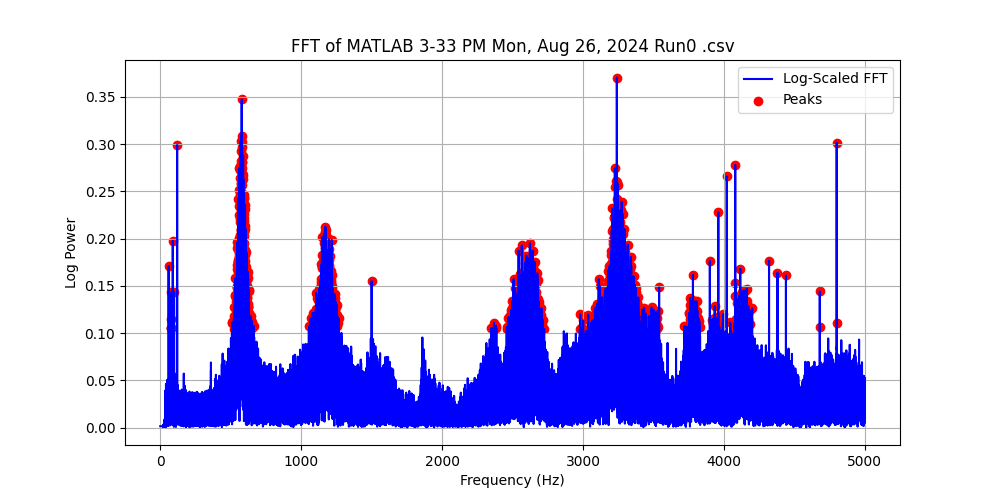 FFT of MATLAB 3-33 PM Mon, Aug 26, 2024 Run0 .csv
Log-Scaled FFT
Peaks
Log Power
0.35
0.30
0.25
0.20
0.15
0.10
0.05
0.00
0 1000 2000 3000 4000 5000
Frequency (Hz)